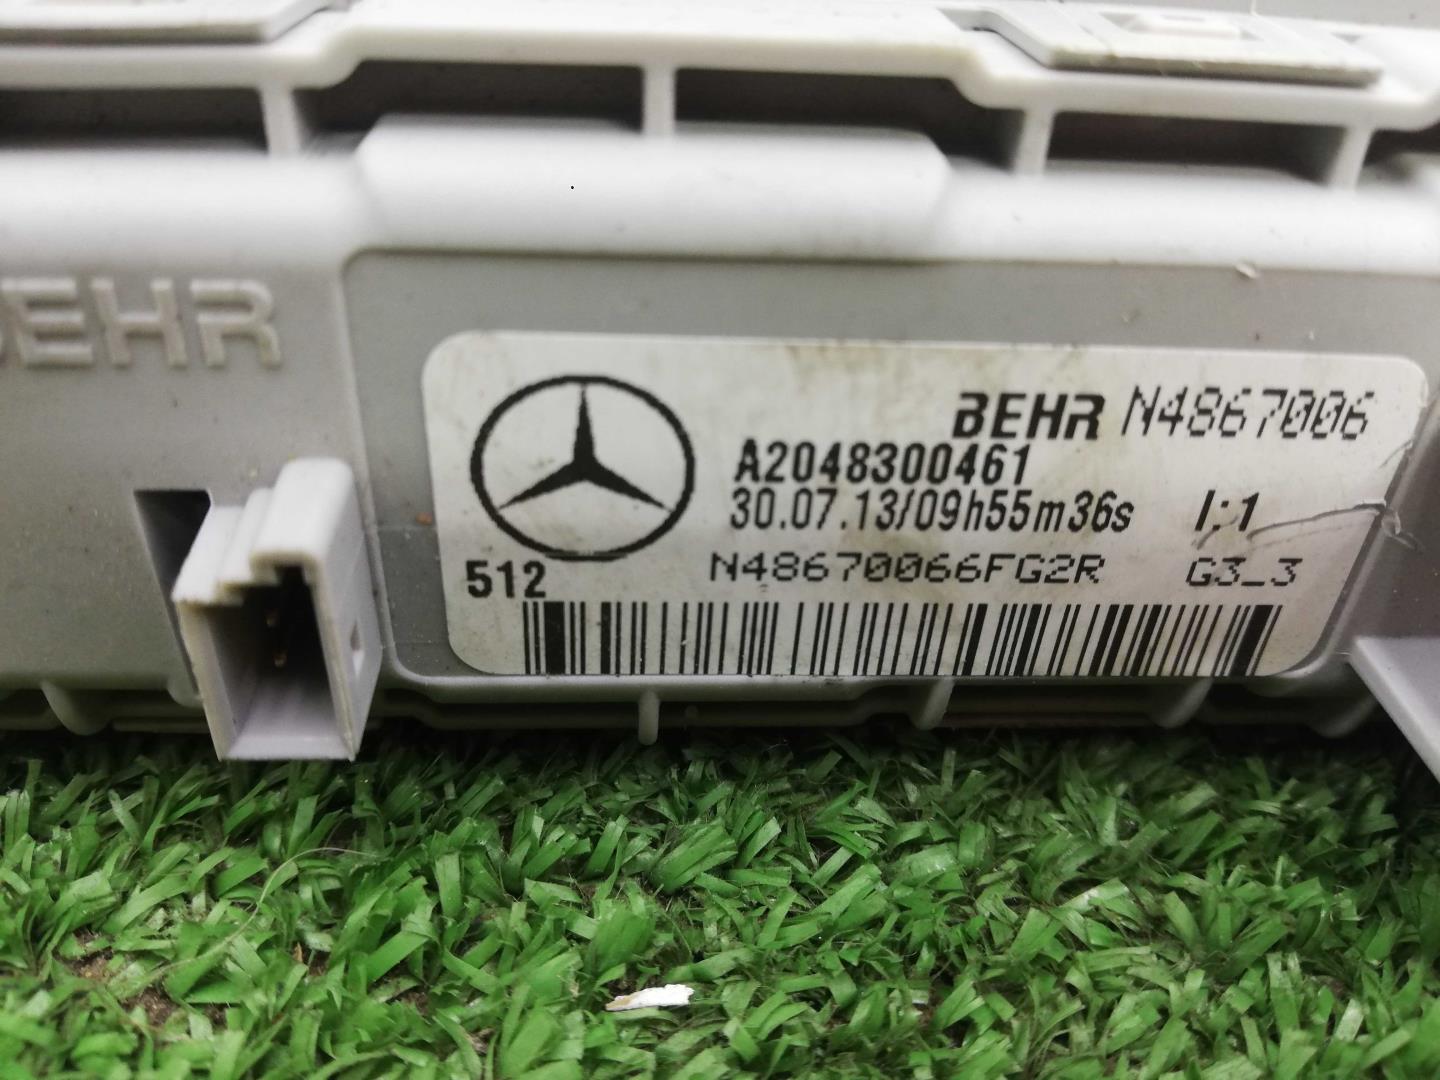 BEHR
BEHR N4867006
A2048300461
30.07.13/09h55m36s I:1
512 N48670066FG2R G3_3